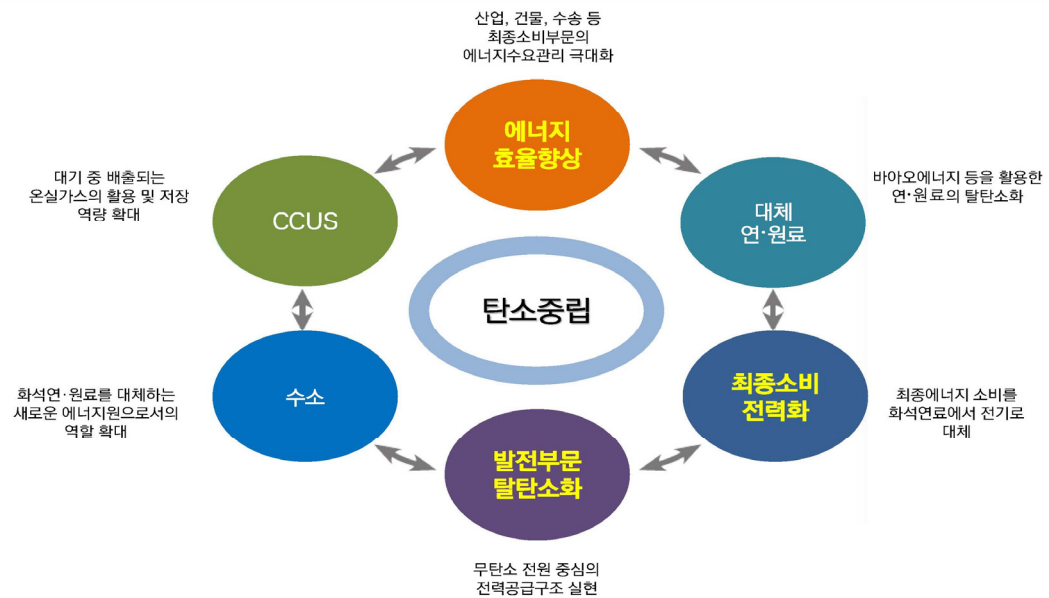 산업, 건물, 수송 등
최종소비부문의
에너지수요관리 극대화
에너지
효율향상
대기 중 배출되는
온실가스의 활용 및 저장
역량 확대
CCUS
대체
연·원료
바아오에너지 등을 활용한
연·원료의 탈탄소화
탄소중립
화석연·원료를 대체하는
새로운 에너지원으로서의
역할 확대
수소
최종소비
전력화
최종에너지 소비를
화석연료에서 전기로
대체
발전부문
탈탄소화
무탄소 전원 중심의
전력공급구조 실현